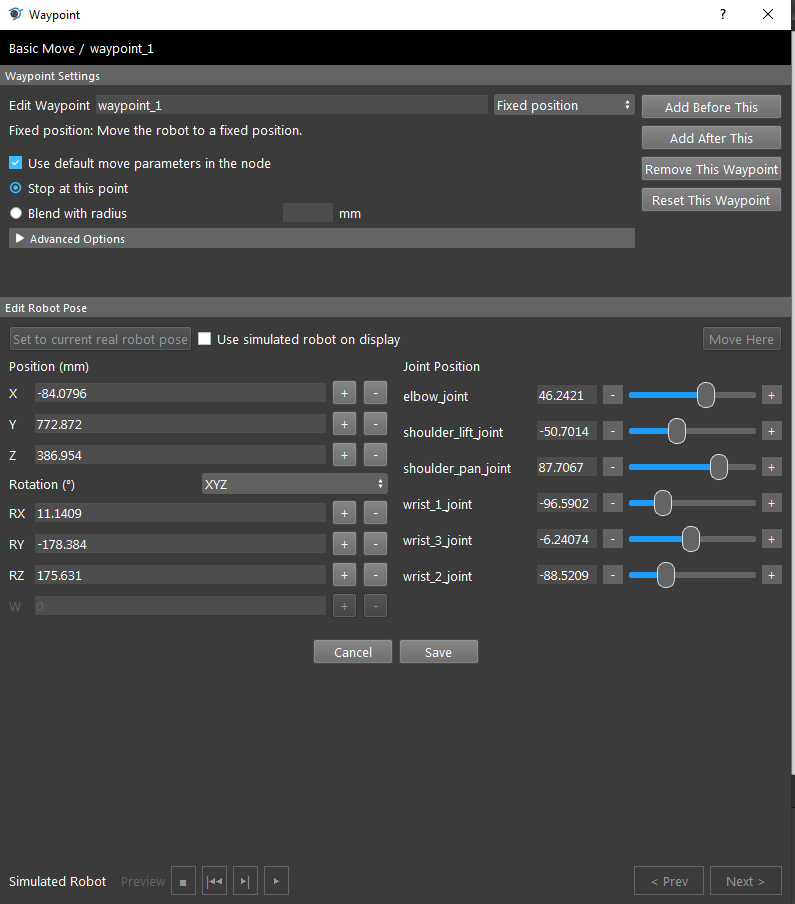 Waypoint
?
Basic Move / waypoint_1
Waypoint Settings
Edit Waypoint waypoint_1 Fixed position Add Before This
Fixed position: Move the robot to a fixed position. Add After This
Use default move parameters in the node Remove This Waypoint
Stop at this point Reset This Waypoint
Blend with radius mm
Advanced Options
Edit Robot Pose
Set to current real robot pose Use simulated robot on display Move Here
Position (mm) Joint Position
X -84.0796 + - elbow_joint 46.2421 - +
Y 772.872 + - shoulder_lift_joint -50.7014 - +
Z 386.954 + - shoulder_pan_joint 87.7067 - +
Rotation (°) XYZ
RX 11.1409 + - wrist_1_joint -96.5902 - +
RY -178.384 + - wrist_3_joint -6.24074 - +
RZ 175.631 + - wrist_2_joint -88.5209 - +
W 0 + -
Cancel Save
Simulated Robot Preview < Prev Next >